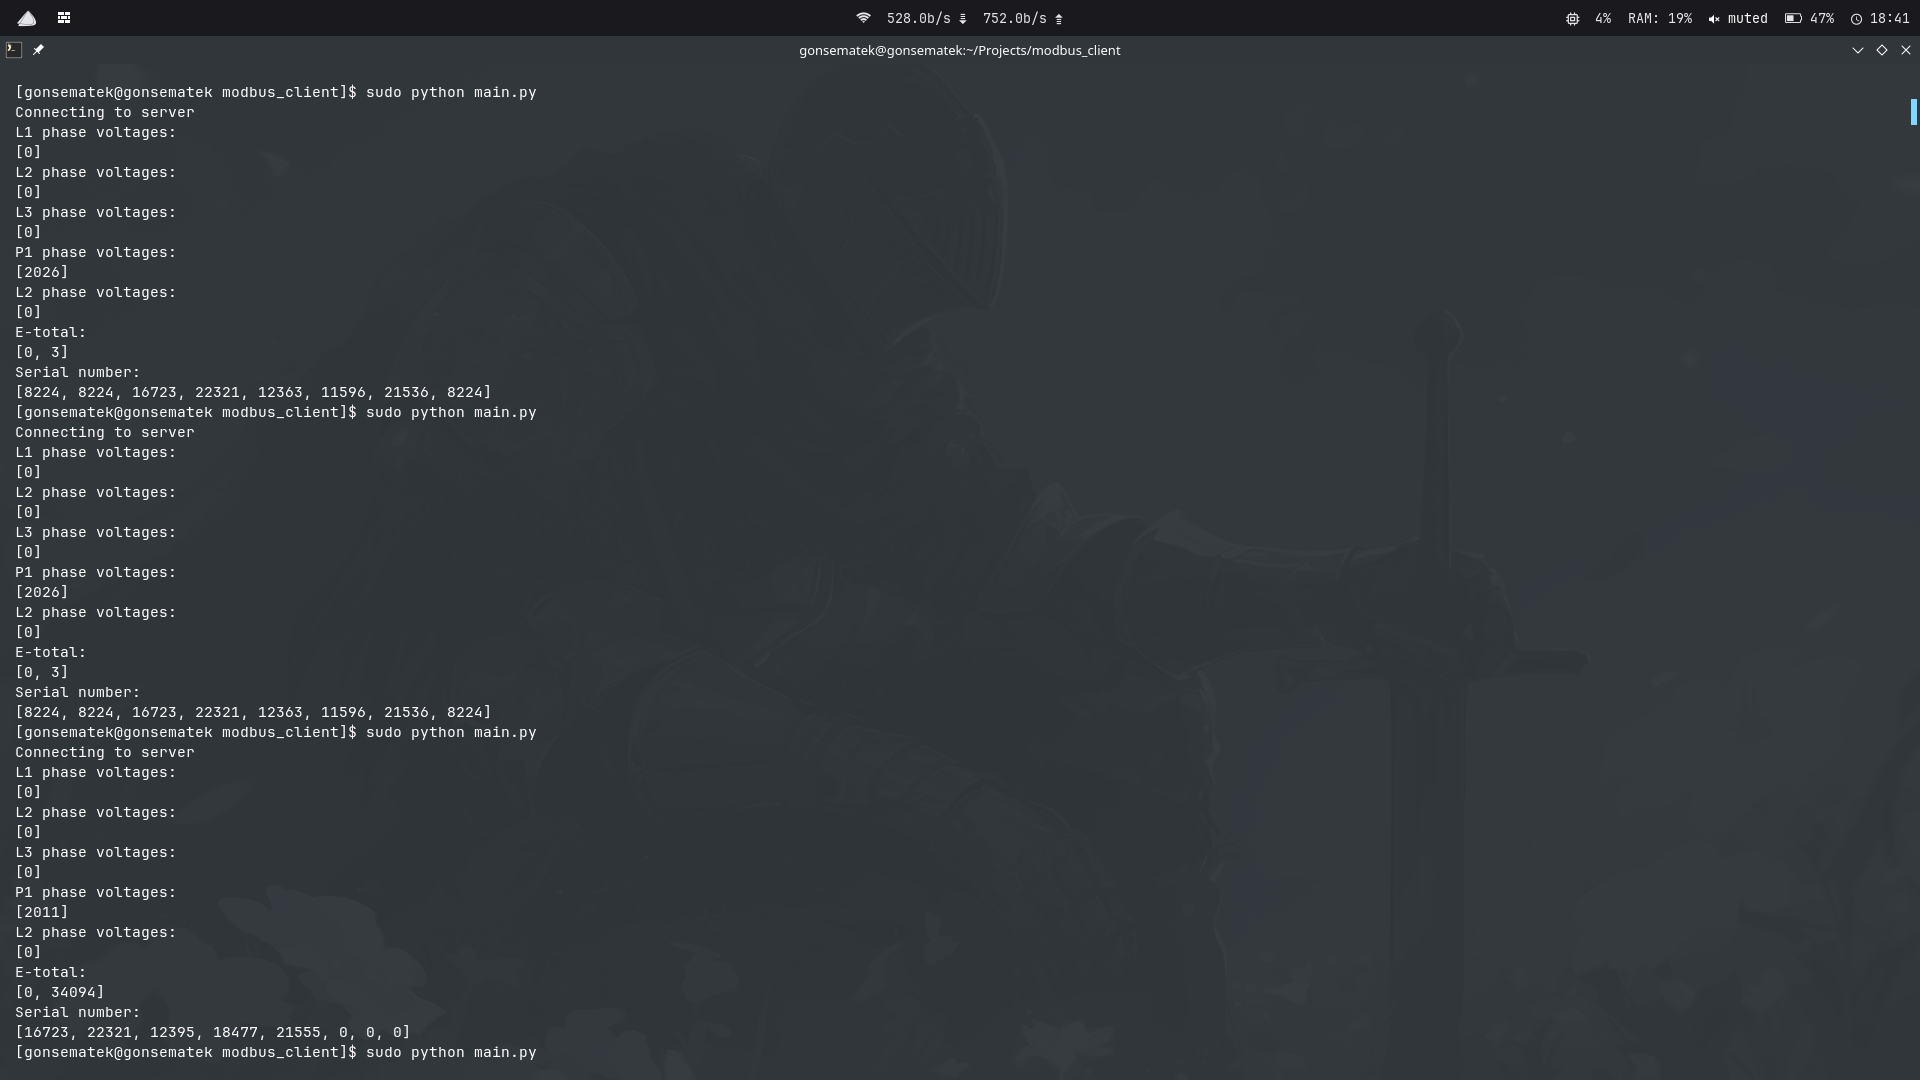 528.0b/s 752.0b/s 4% RAM: 19% muted 47% 18:41
gonsematek@gonsematek:~/Projects/modbus_client
[gonsematek@gonsematek modbus_client]$ sudo python main.py
Connecting to server
L1 phase voltages:
[0]
L2 phase voltages:
[0]
L3 phase voltages:
[0]
P1 phase voltages:
[2026]
L2 phase voltages:
[0]
E-total:
[0, 3]
Serial number:
[8224, 8224, 16723, 22321, 12363, 11596, 21536, 8224]
[gonsematek@gonsematek modbus_client]$ sudo python main.py
Connecting to server
L1 phase voltages:
[0]
L2 phase voltages:
[0]
L3 phase voltages:
[0]
P1 phase voltages:
[2026]
L2 phase voltages:
[0]
E-total:
[0, 3]
Serial number:
[8224, 8224, 16723, 22321, 12363, 11596, 21536, 8224]
[gonsematek@gonsematek modbus_client]$ sudo python main.py
Connecting to server
L1 phase voltages:
[0]
L2 phase voltages:
[0]
L3 phase voltages:
[0]
P1 phase voltages:
[2011]
L2 phase voltages:
[0]
E-total:
[0, 34094]
Serial number:
[16723, 22321, 12395, 18477, 21555, 0, 0, 0]
[gonsematek@gonsematek modbus_client]$ sudo python main.py